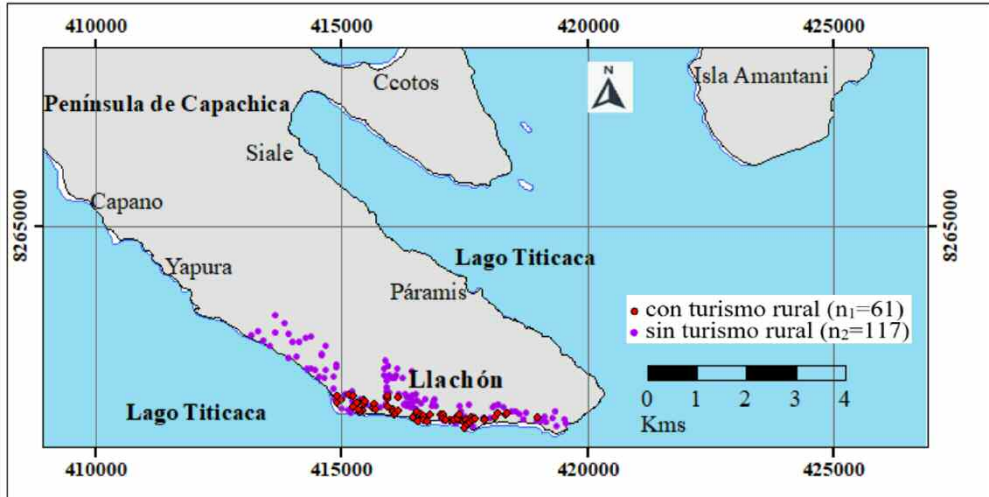 410000 415000 420000 425000
N
Ccotos
Isla Amantani
Península de Capachica
Siale
Capano
8265000 8265000
Lago Titicaca
Yapura
Páramis
con turismo rural (n₁=61)
sin turismo rural (n₂=117)
0 1 2 3 4
Kms
Llachón
Lago Titicaca
410000 415000 420000 425000